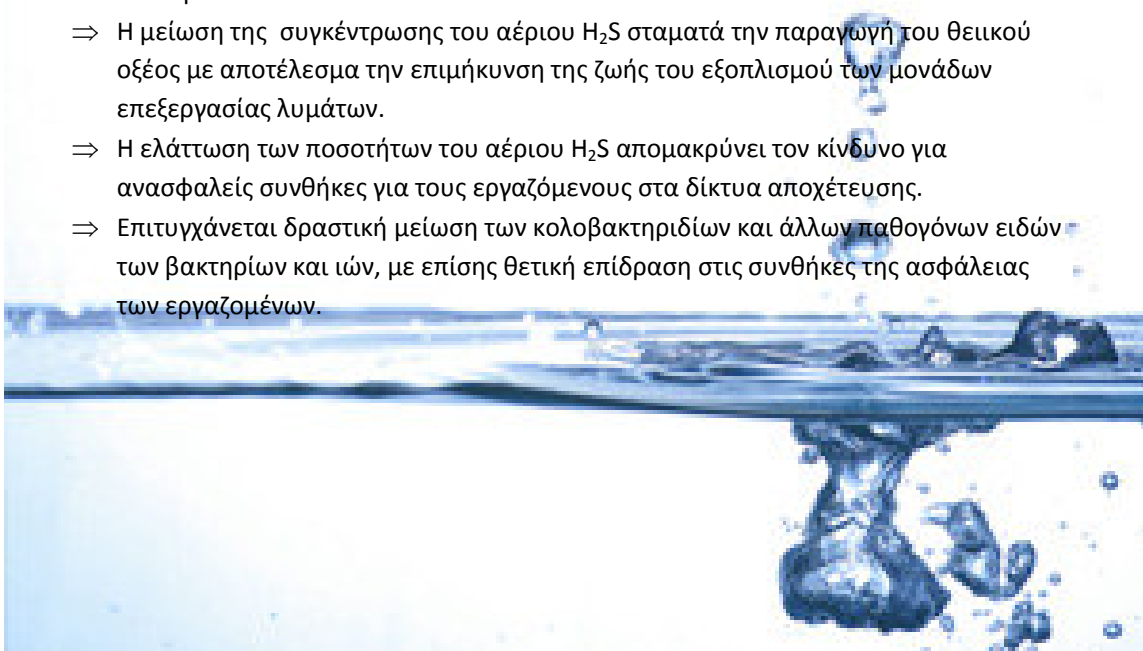 ⇒ Η μείωση της συγκέντρωσης του αέριου H₂S σταματά την παραγωγή του θειικού
οξέος με αποτέλεσμα την επιμήκυνση της ζωής του εξοπλισμού των μονάδων
επεξεργασίας λυμάτων.
⇒ Η ελάττωση των ποσοτήτων του αέριου H₂S απομακρύνει τον κίνδυνο για
ανασφαλείς συνθήκες για τους εργαζόμενους στα δίκτυα αποχέτευσης.
⇒ Επιτυγχάνεται δραστική μείωση των κολοβακτηριδίων και άλλων παθογόνων ειδών
των βακτηρίων και ιών, με επίσης θετική επίδραση στις συνθήκες της ασφάλειας
των εργαζομένων.